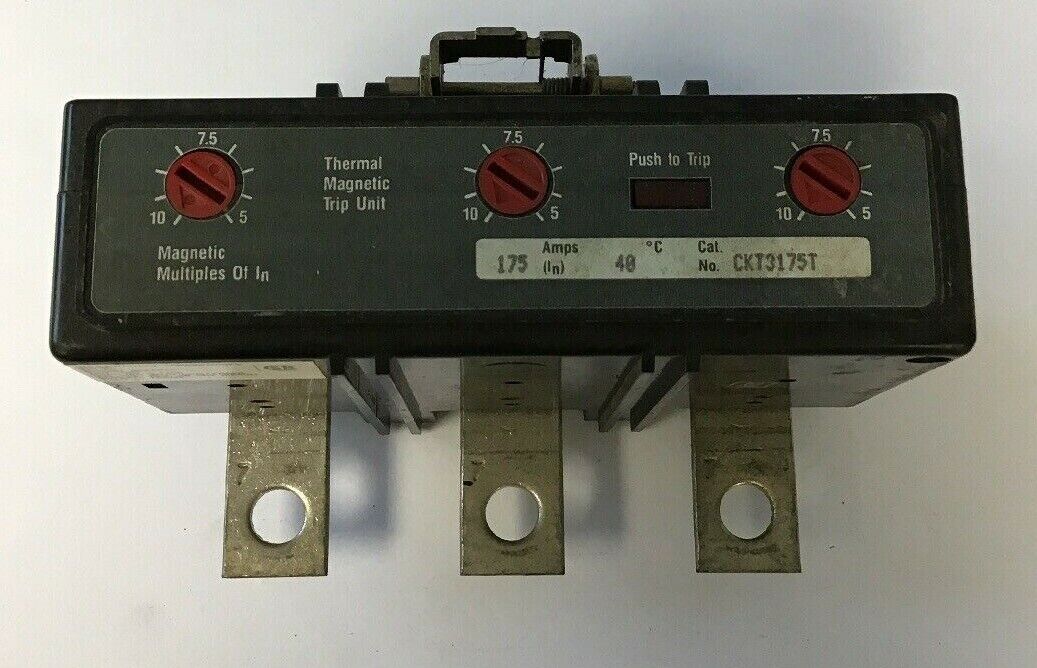 7.5
10
5
Thermal
Magnetic
Trip Unit
Magnetic
Multiples Of In
7.5
10
5
Push to Trip
7.5
10
5
175 Amps (In) 40 °C Cat. No. CKT3175T